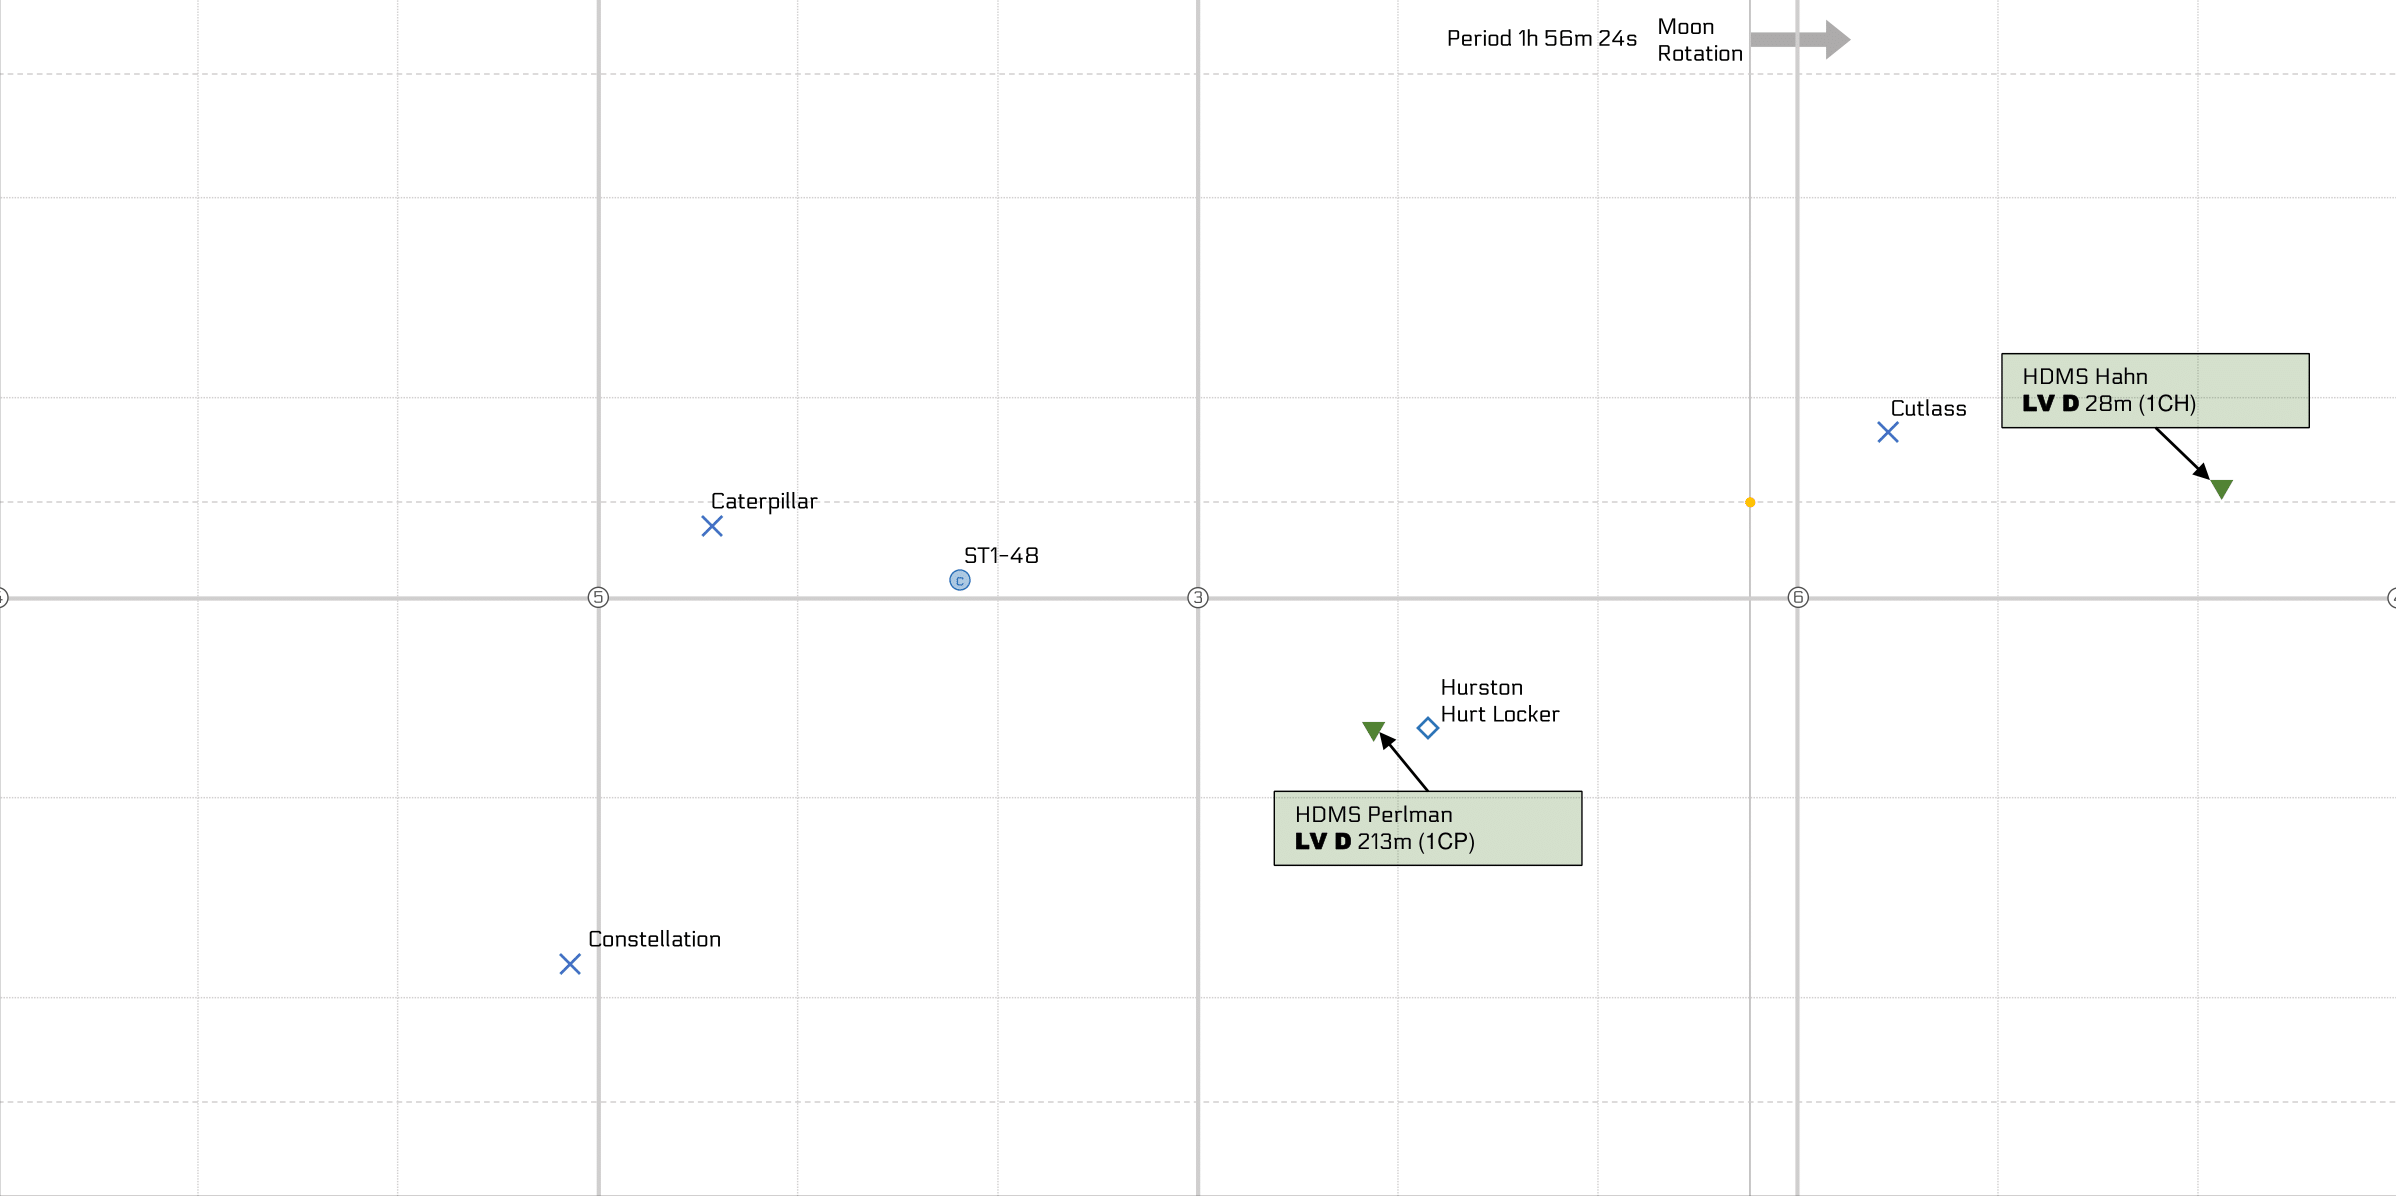 Period 1h 56m 24s
Moon
Rotation
HDMS Hahn
LV D 28m (1CH)
Cutlass
Caterpillar
ST1-48
C
5
3
6
Hurston
Hurt Locker
HDMS Perlman
LV D 213m (1CP)
Constellation